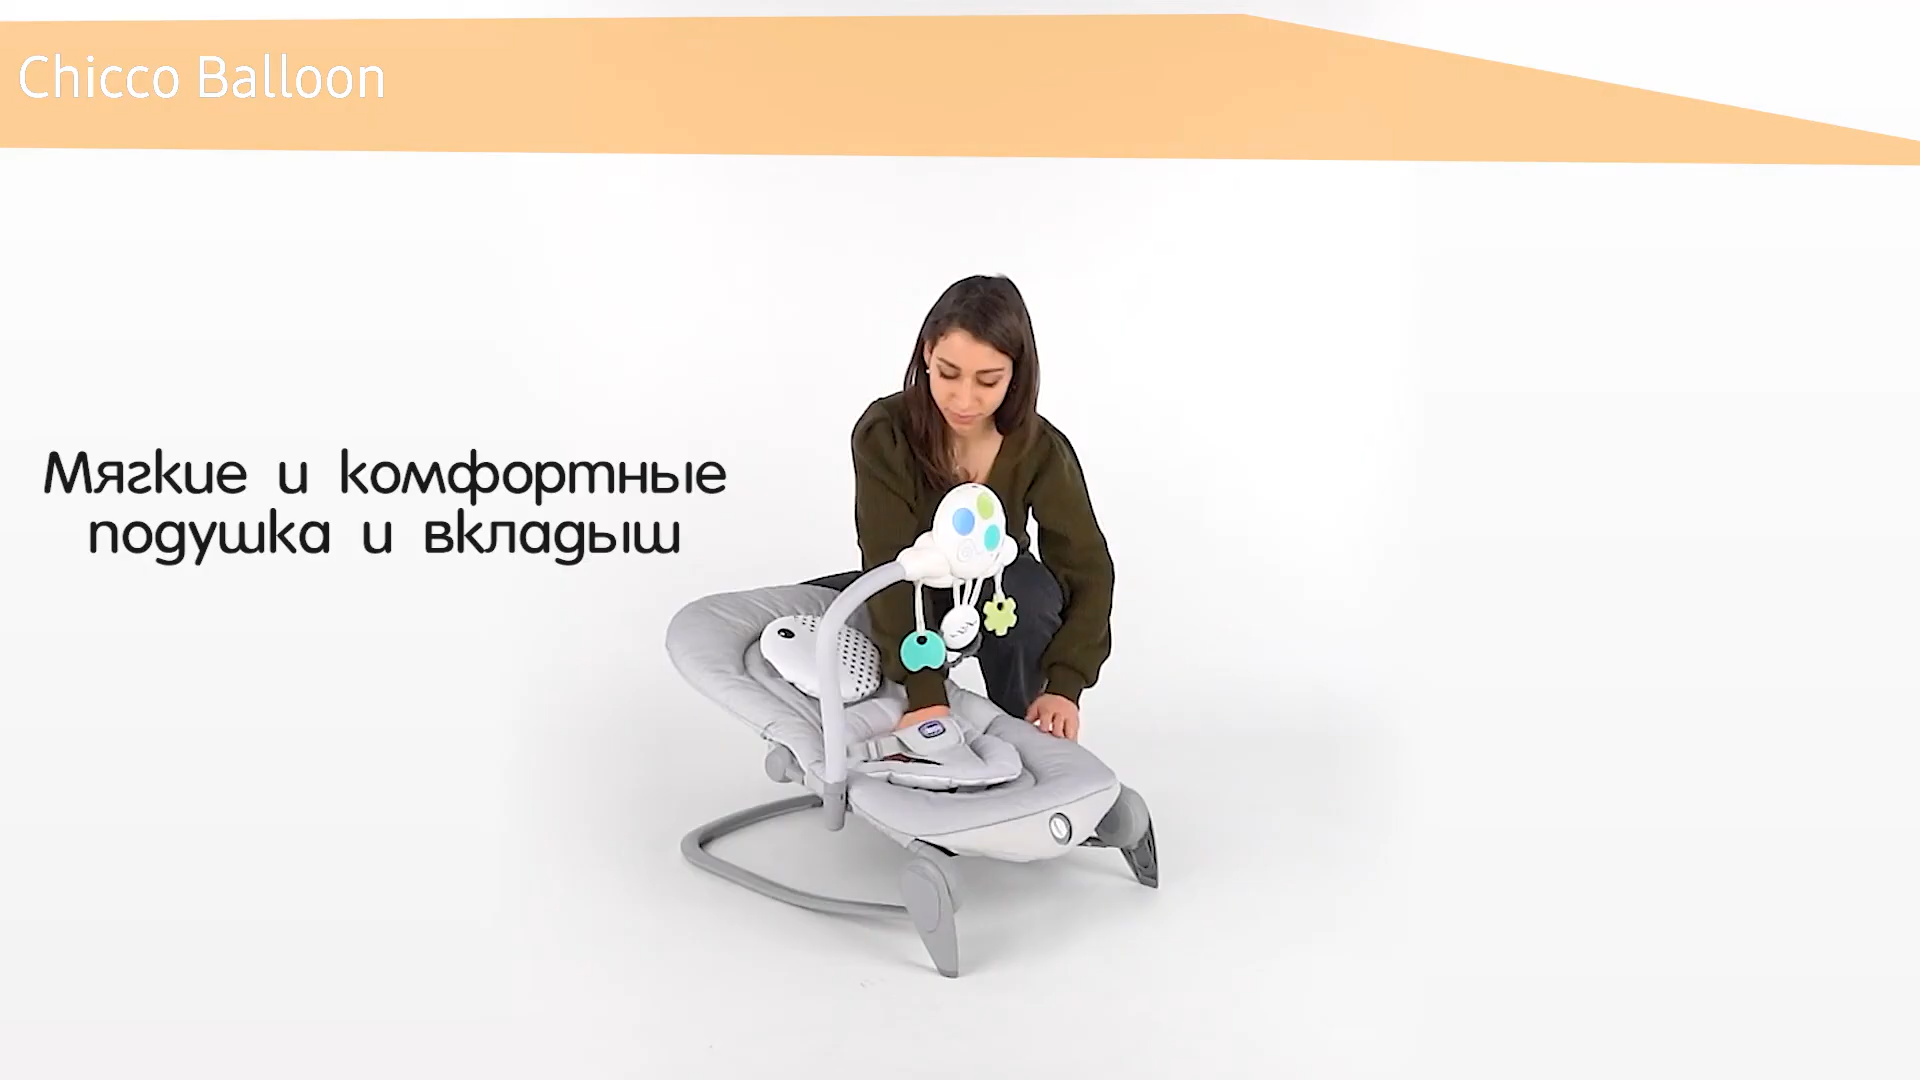 Chicco Balloon
Мягкие и комфортные
подушка и вкладыш